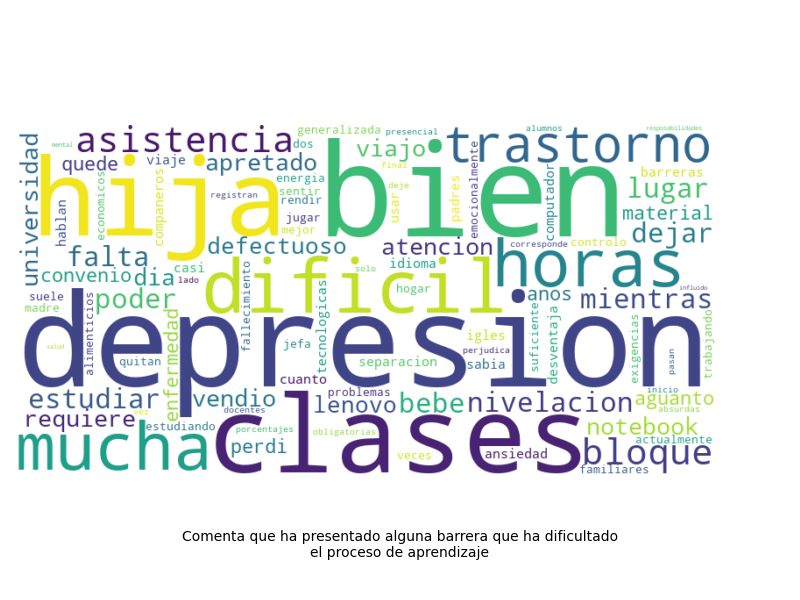 generalizada
presencial
alumnos
resposabilidades
asistencia
trastorno
mental
dos
viajo
quede
viaje
apretado
final
barreras
universidad
hija
bien
energia
deje
lugar
hablan
economicos
companeros
registran
sentir
rendir
usar
padres
emocionalmente
computador
material
jugar
mejor
dejar
falta
defectuoso
atencion
corresponde
controlo
horas
convenio
dia
casi
solo
idioma
lado
dificil
hogar
influido
suele
madre
poder
anos
mientras
alimenticios
enfermedad
fallecimiento
tecnologicas
suficiente
desventaja
exigencias
trabajando
depresion
salud
jefa
igles
perjudica
quitan
separacion
sabia
pasan
cuanto
estudiar
vendio
problemas
inicio
aguanto
lenovo
bebe
nivelacion
absurdas
requiere
vez
docentes
clases
estudiando
porcentajes
obligatorias
notebook
mucha
perdi
actualmente
veces
ansiedad
bloque
familiares
Comenta que ha presentado alguna barrera que ha dificultado
el proceso de aprendizaje